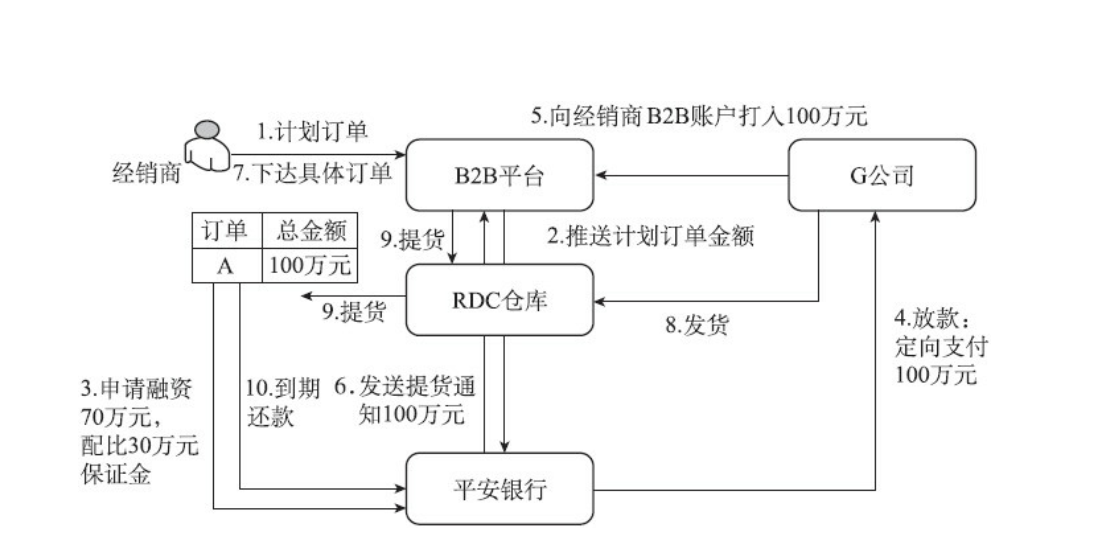 5.向经销商B2B账户打入100万元
1.计划订单
经销商
7.下达具体订单
B2B平台
G公司
订单 总金额
A 100万元
9.提货
2.推送计划订单金额
RDC仓库
9.提货
8.发货
4.放款：
定向支付
100万元
3.申请融资
70万元，
配比30万元
保证金
10.到期
还款
6.发送提货通
知100万元
平安银行